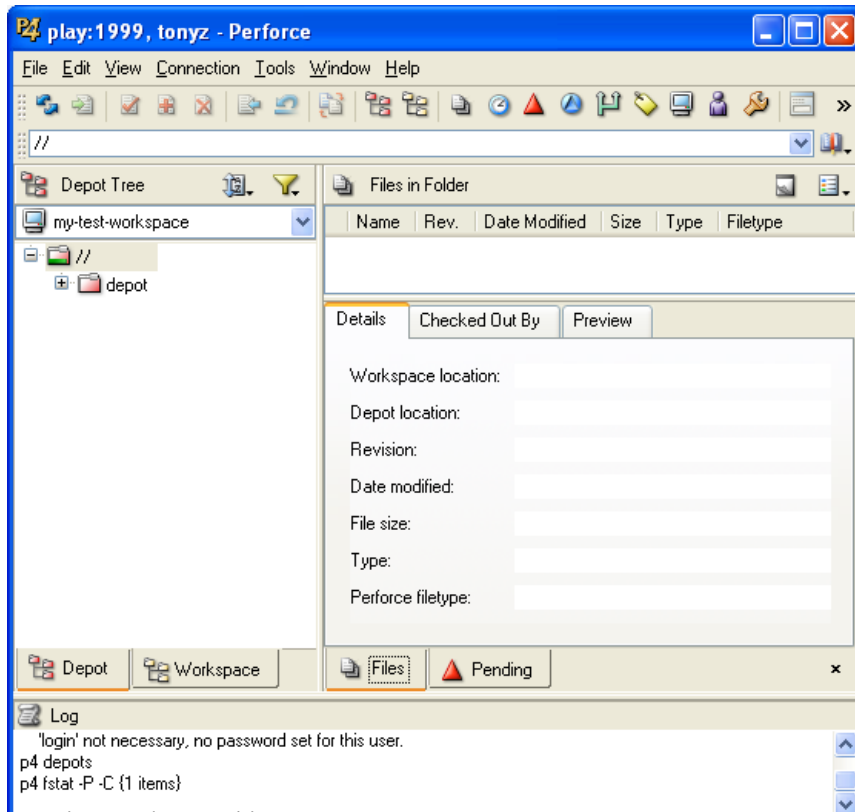 play:1999, tonyz - Perforce
File Edit View Connection Tools Window Help
//
Depot Tree
my-test-workspace
//
depot
Files in Folder
Name Rev. Date Modified Size Type Filetype
Details Checked Out By Preview
Workspace location:
Depot location:
Revision:
Date modified:
File size:
Type:
Perforce filetype:
Depot Workspace
Files Pending
Log
'login' not necessary, no password set for this user.
p4 depots
p4 fstat -P -C {1 items}